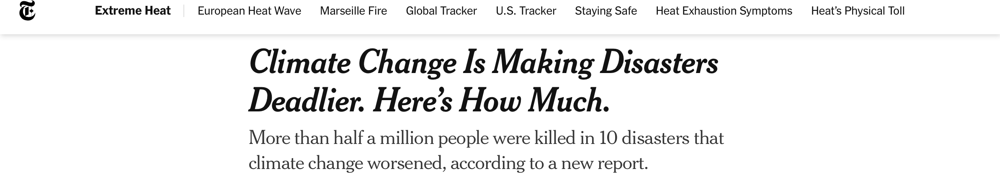 T
Extreme Heat European Heat Wave Marseille Fire Global Tracker U.S. Tracker Staying Safe Heat Exhaustion Symptoms Heat’s Physical Toll
Climate Change Is Making Disasters
Deadlier. Here’s How Much.
More than half a million people were killed in 10 disasters that
climate change worsened, according to a new report.